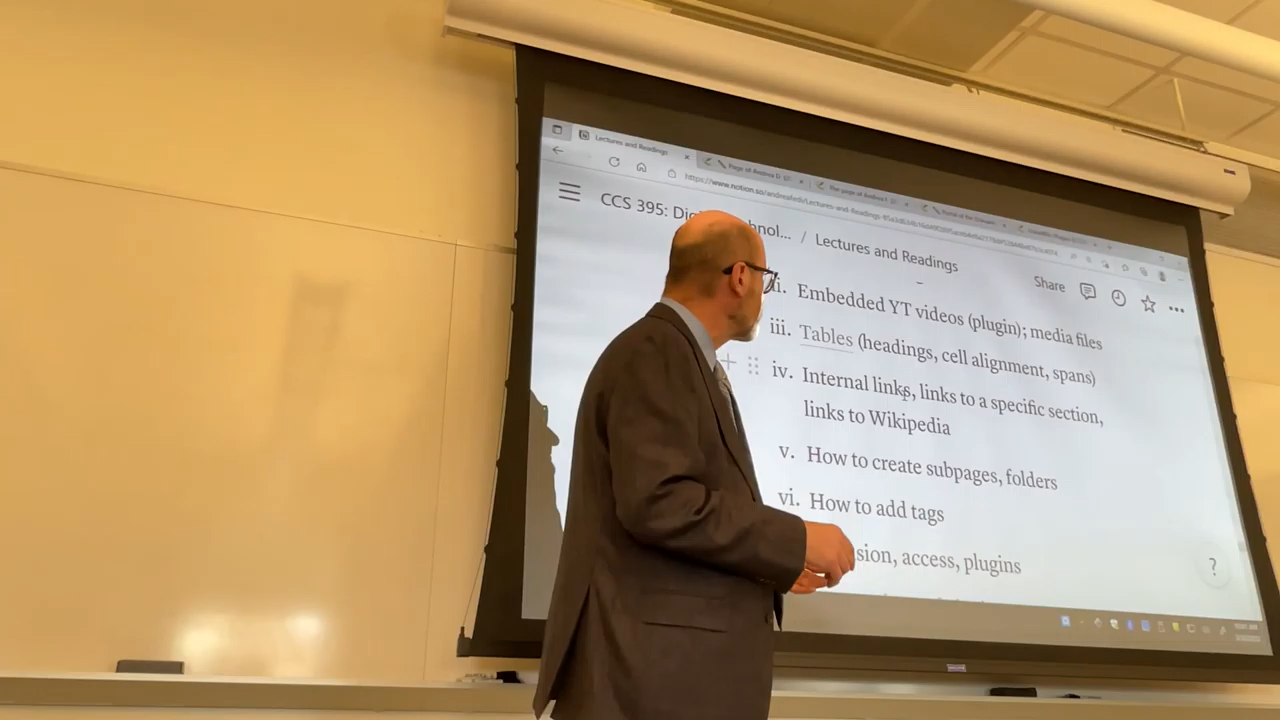 Lectures and Readings
CCS 395: Dig hnol... / Lectures and Readings
Share
ii. Embedded YT videos (plugin); media files
iii. Tables (headings, cell alignment, spans)
iv. Internal links, links to a specific section,
links to Wikipedia
v. How to create subpages, folders
vi. How to add tags
sion, access, plugins
?